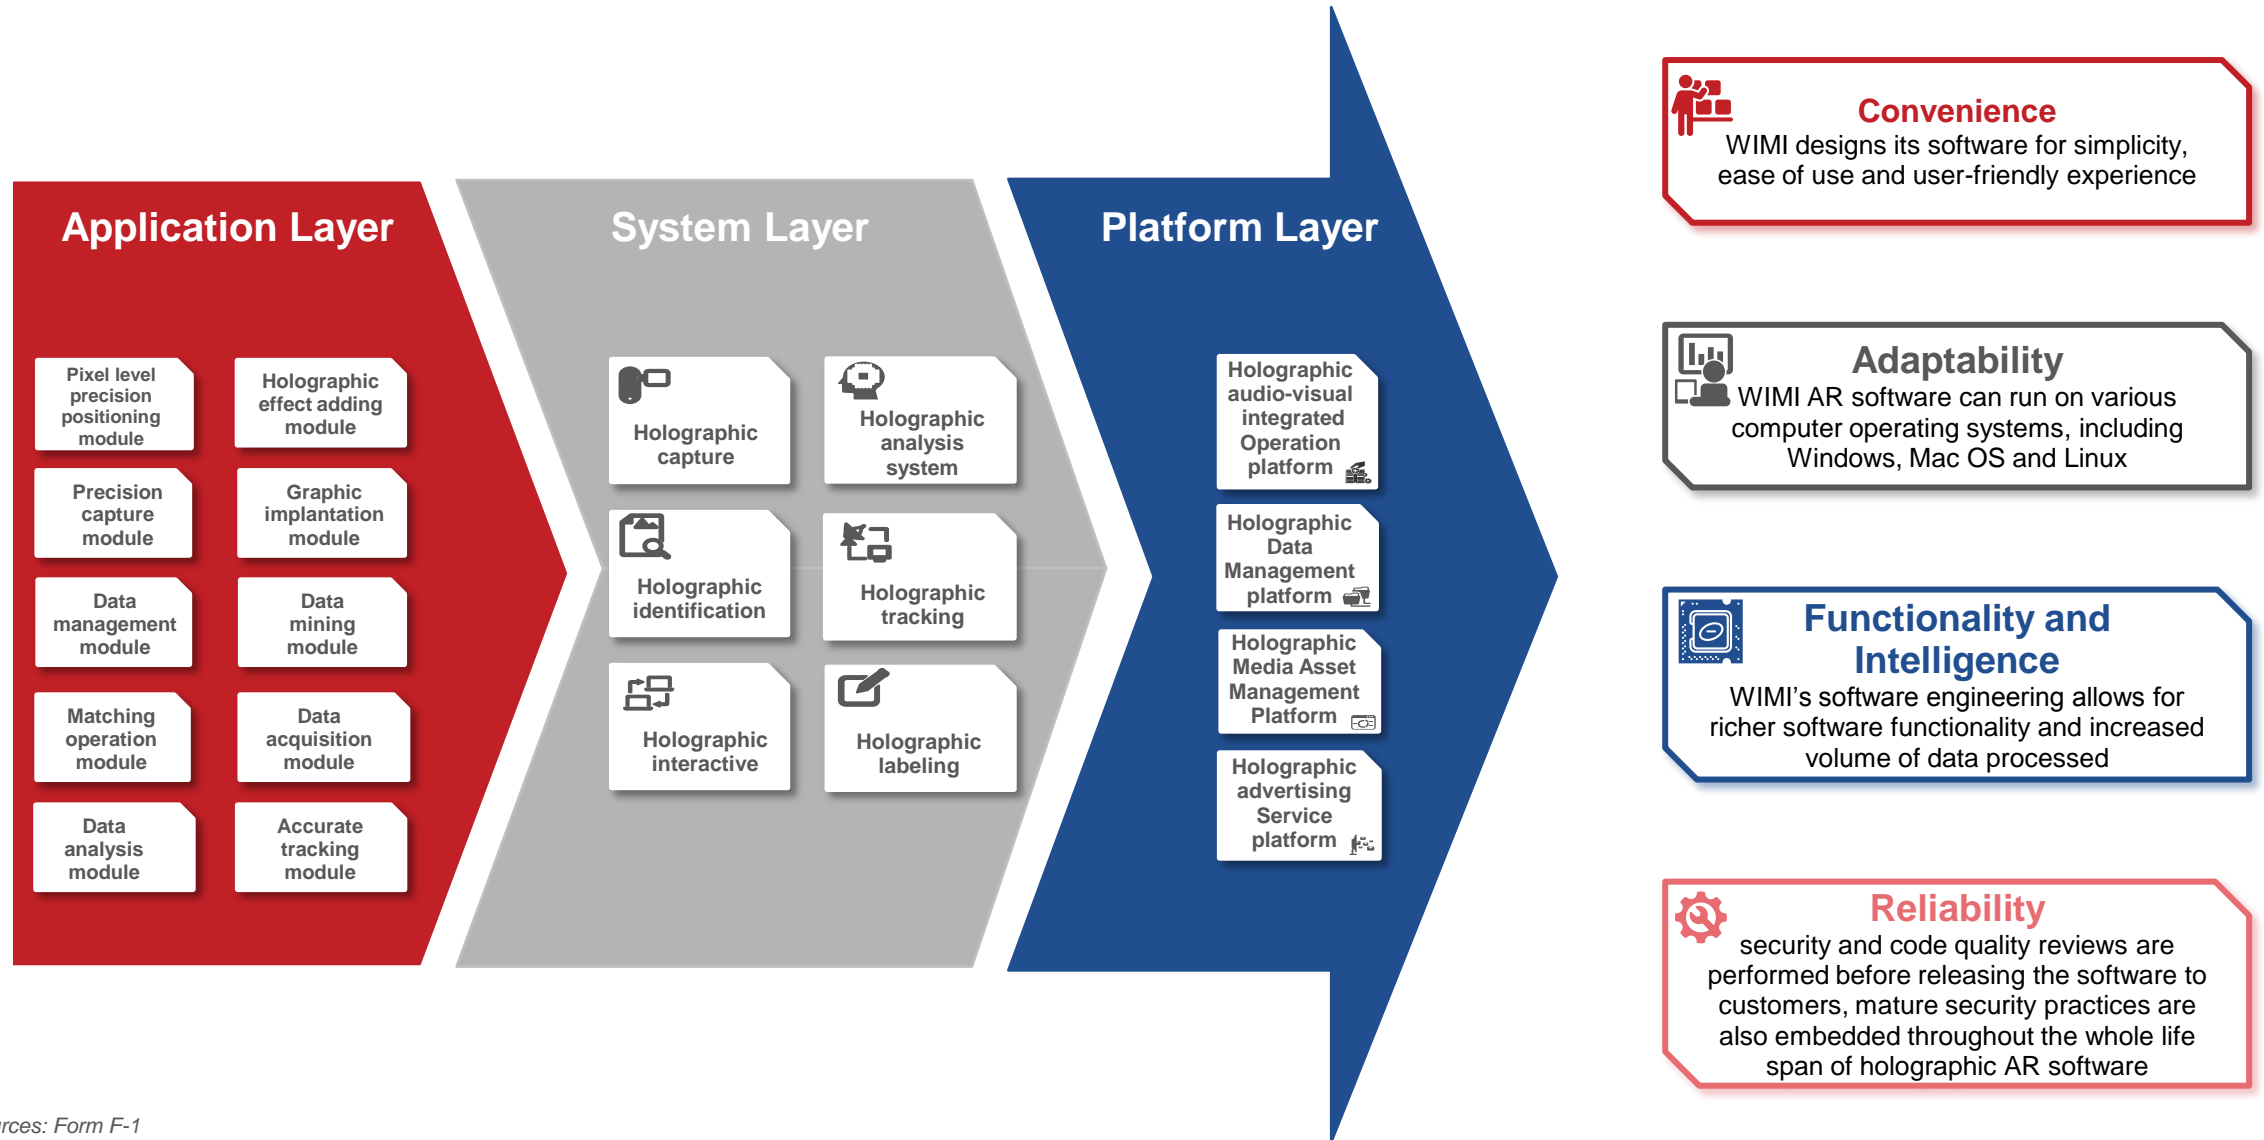 Application Layer
Pixel level
precision
positioning
module
Holographic
effect adding
module
Precision
capture
module
Graphic
implantation
module
Data
management
module
Data
mining
module
Matching
operation
module
Data
acquisition
module
Data
analysis
module
Accurate
tracking
module
System Layer
Holographic
capture
Holographic
analysis
system
Holographic
identification
Holographic
tracking
Holographic
interactive
Holographic
labeling
Platform Layer
Holographic
audio-visual
integrated
Operation
platform
Holographic
Data
Management
platform
Holographic
Media Asset
Management
Platform
Holographic
advertising
Service
platform
Convenience
WIMI designs its software for simplicity,
ease of use and user-friendly experience
Adaptability
WIMI AR software can run on various
computer operating systems, including
Windows, Mac OS and Linux
Functionality and
Intelligence
WIMI’s software engineering allows for
richer software functionality and increased
volume of data processed
Reliability
security and code quality reviews are
performed before releasing the software to
customers, mature security practices are
also embedded throughout the whole life
span of holographic AR software
rces: Form F-1